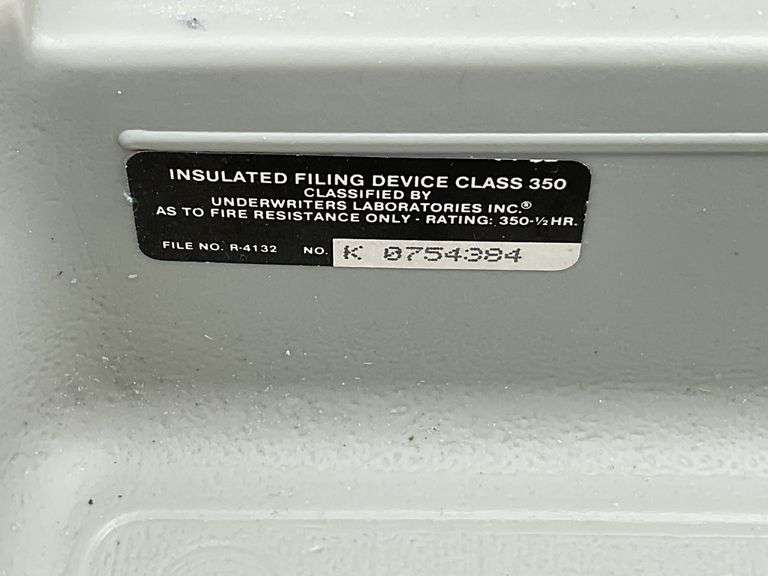 INSULATED FILING DEVICE CLASS 350
CLASSIFIED BY
UNDERWRITERS LABORATORIES INC.®
AS TO FIRE RESISTANCE ONLY - RATING: 350-½HR.
FILE NO. R-4132 NO. K 0754394